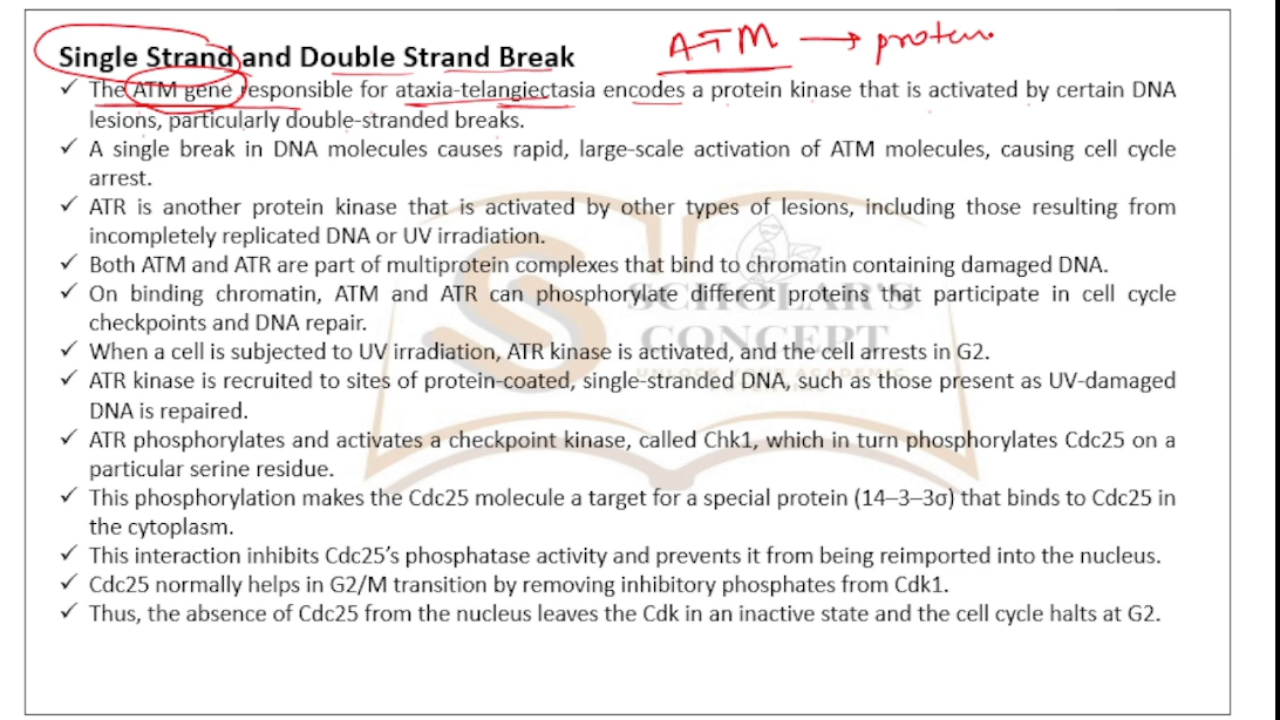 Single Strand and Double Strand Break
ATM → protein
✓ The ATM gene responsible for ataxia-telangiectasia encodes a protein kinase that is activated by certain DNA
lesions, particularly double-stranded breaks.
✓ A single break in DNA molecules causes rapid, large-scale activation of ATM molecules, causing cell cycle
arrest.
✓ ATR is another protein kinase that is activated by other types of lesions, including those resulting from
incompletely replicated DNA or UV irradiation.
✓ Both ATM and ATR are part of multiprotein complexes that bind to chromatin containing damaged DNA.
✓ On binding chromatin, ATM and ATR can phosphorylate different proteins that participate in cell cycle
checkpoints and DNA repair.
✓ When a cell is subjected to UV irradiation, ATR kinase is activated, and the cell arrests in G2.
✓ ATR kinase is recruited to sites of protein-coated, single-stranded DNA, such as those present as UV-damaged
DNA is repaired.
✓ ATR phosphorylates and activates a checkpoint kinase, called Chk1, which in turn phosphorylates Cdc25 on a
particular serine residue.
✓ This phosphorylation makes the Cdc25 molecule a target for a special protein (14–3–3σ) that binds to Cdc25 in
the cytoplasm.
✓ This interaction inhibits Cdc25’s phosphatase activity and prevents it from being reimported into the nucleus.
✓ Cdc25 normally helps in G2/M transition by removing inhibitory phosphates from Cdk1.
✓ Thus, the absence of Cdc25 from the nucleus leaves the Cdk in an inactive state and the cell cycle halts at G2.
SCHOLAR'S
CONCEPT
UNLOCK YOUR ACADEMIC